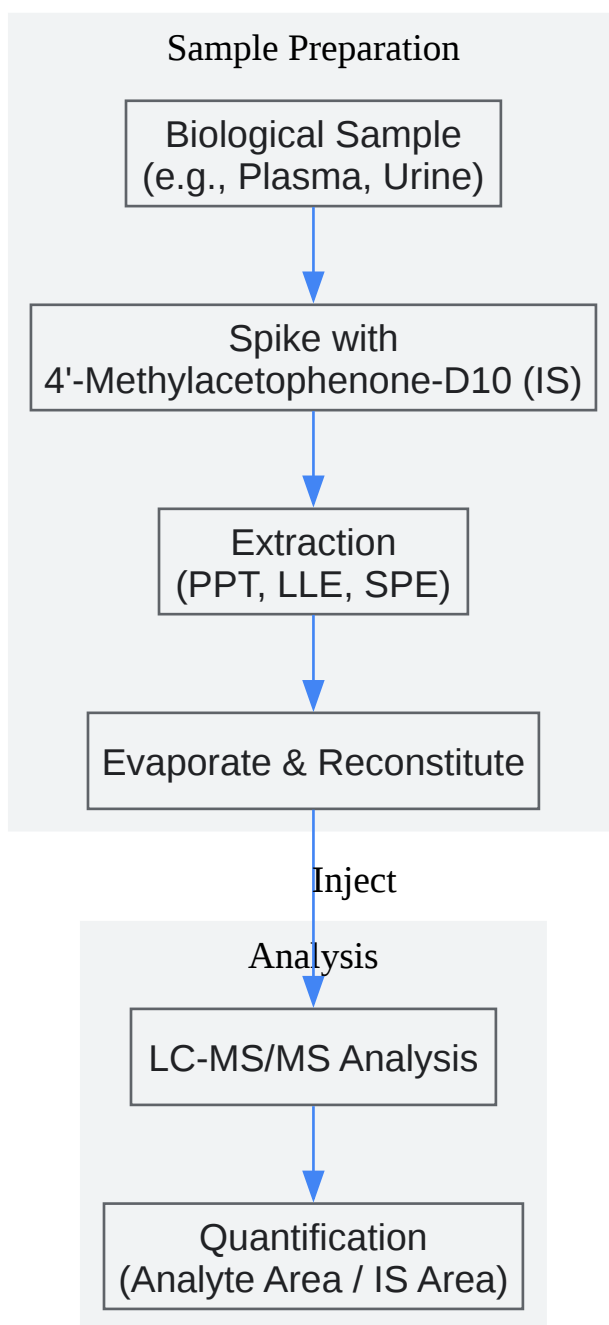 Sample Preparation
Biological Sample
(e.g., Plasma, Urine)
Spike with
4'-Methylacetophenone-D10 (IS)
Extraction
(PPT, LLE, SPE)
Evaporate & Reconstitute
Inject
Analysis
LC-MS/MS Analysis
Quantification
(Analyte Area / IS Area)